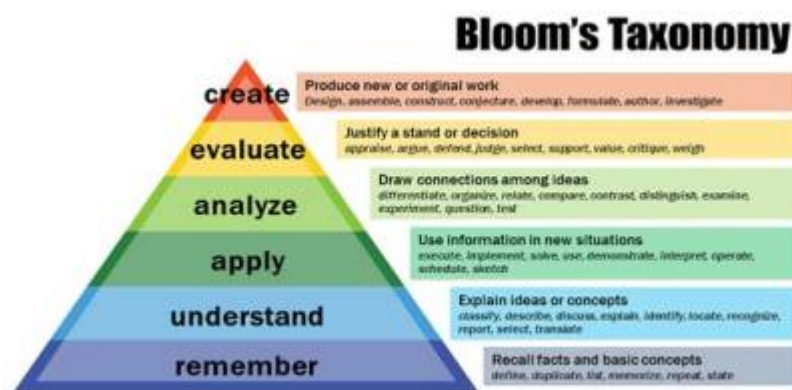 Bloom's Taxonomy
create
Produce new or original work
Design, assemble, construct, conjecture, develop, formulate, author, investigate
evaluate
Justify a stand or decision
appraise, argue, defend, judge, select, support, value, critique, weigh
analyze
Draw connections among ideas
differentiate, organize, relate, compare, contrast, distinguish, examine,
experiment, question, test
apply
Use information in new situations
execute, implement, solve, use, demonstrate, interpret, operate,
schedule, sketch
understand
Explain ideas or concepts
classify, describe, discuss, explain, identify, locate, recognize,
report, select, translate
remember
Recall facts and basic concepts
define, duplicate, list, memorize, repeat, state